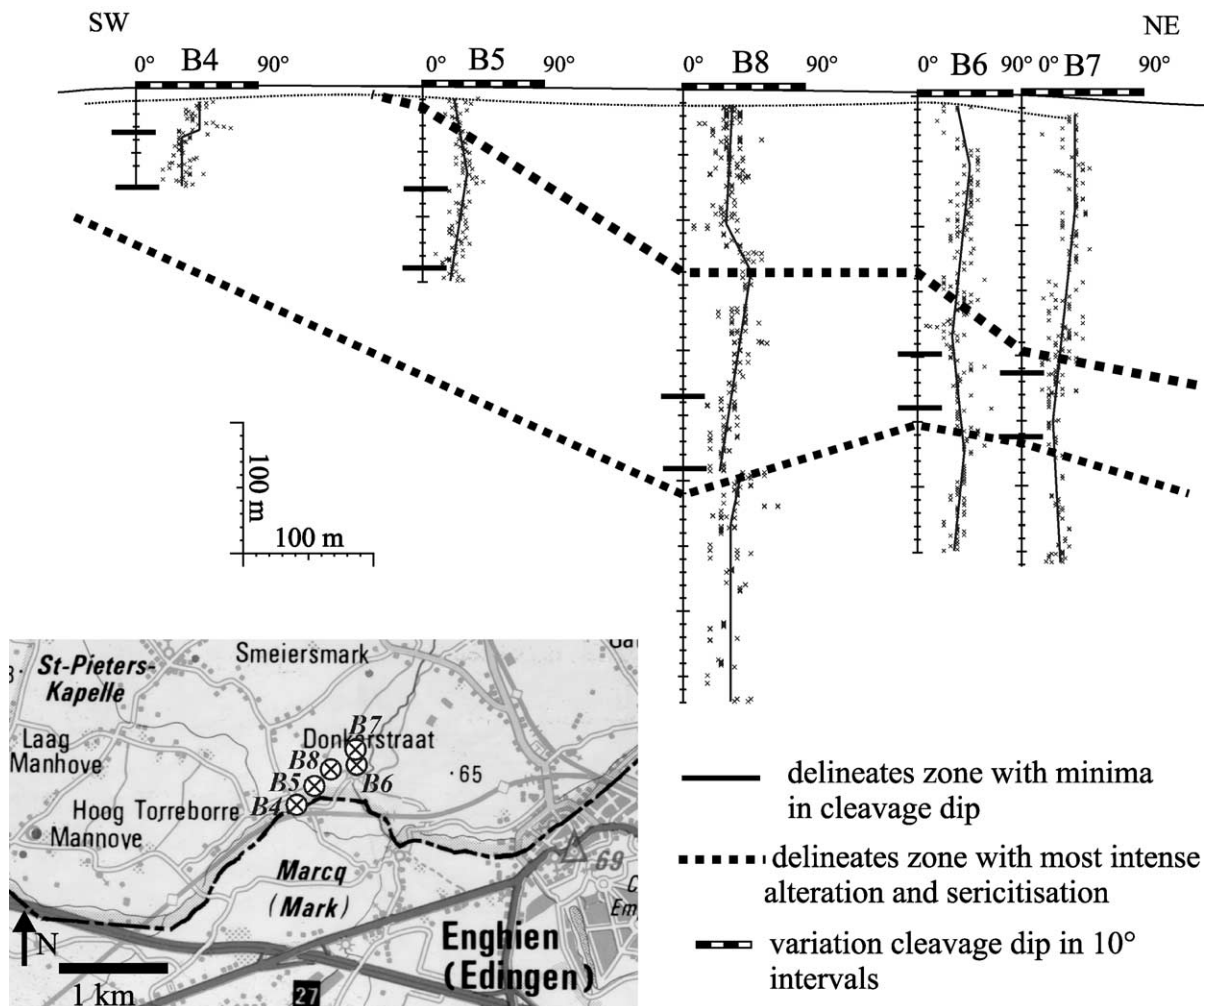 SW
NE
0° B4 90°
0° B5 90°
0° B8 90°
0° B6 90°
0° B7 90°
100 m
100 m
St-Pieters-
Kapelle
Smeiersmark
Laag
Manhove
Donkerstraat
B7
B8
B5
B6
B4
65
Hoog Torreborre
Mannove
Marcq
(Mark)
69
Enghien
(Edingen)
N
1 km
27
delineates zone with minima
in cleavage dip
delineates zone with most intense
alteration and sericitisation
variation cleavage dip in 10°
intervals